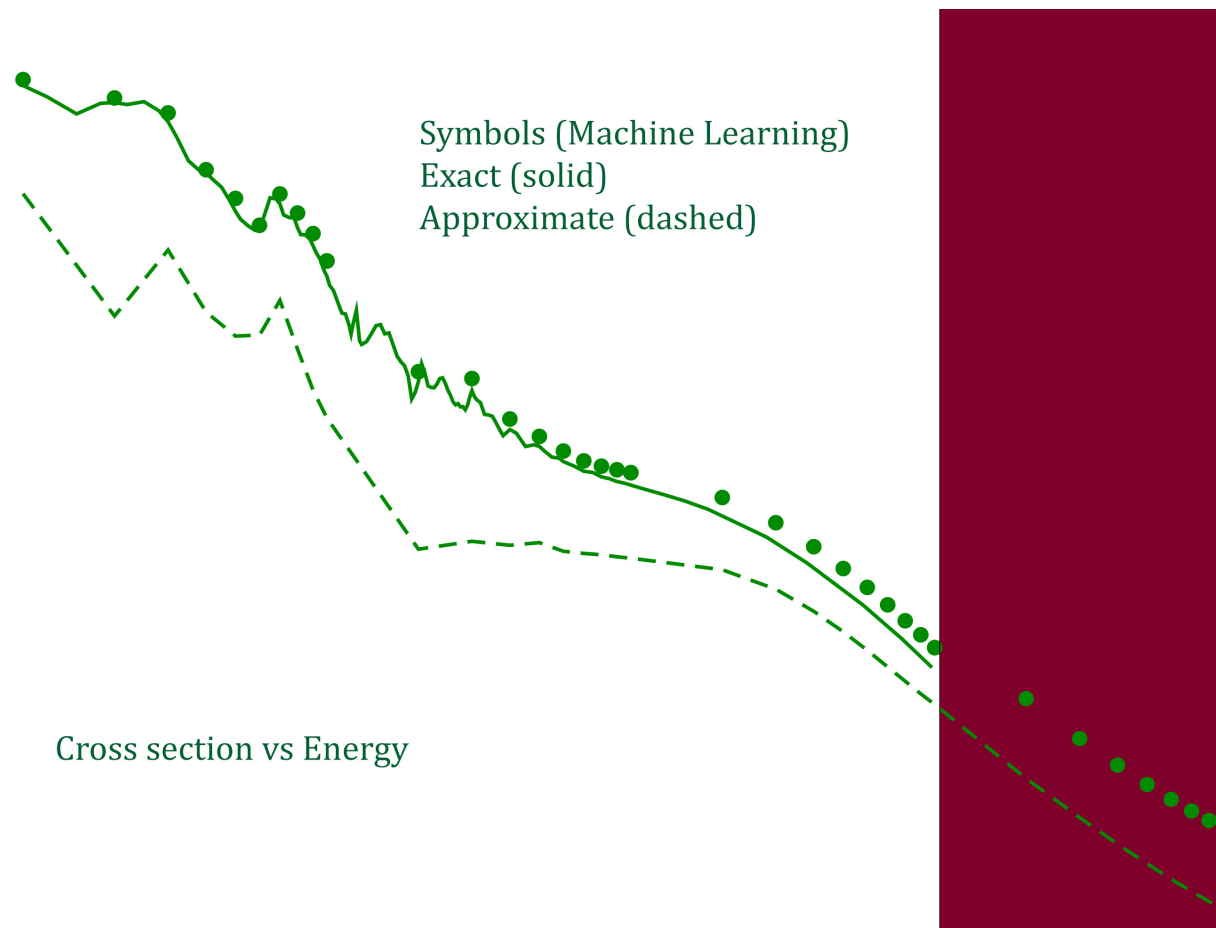 Symbols (Machine Learning)
Exact (solid)
Approximate (dashed)
Cross section vs Energy